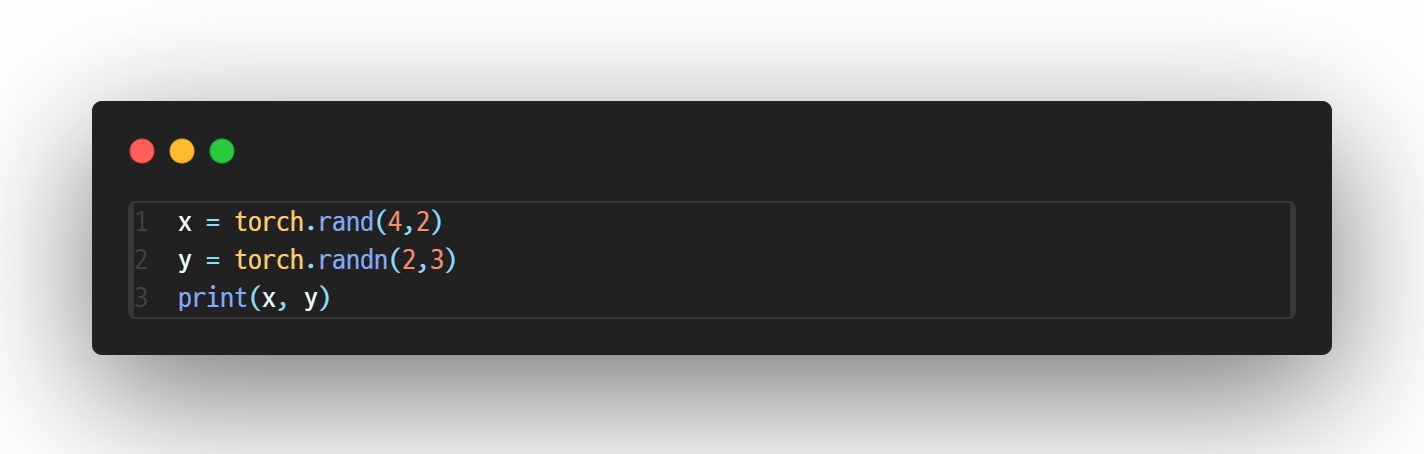 1 x = torch.rand(4,2)
2 y = torch.randn(2,3)
3 print(x, y)